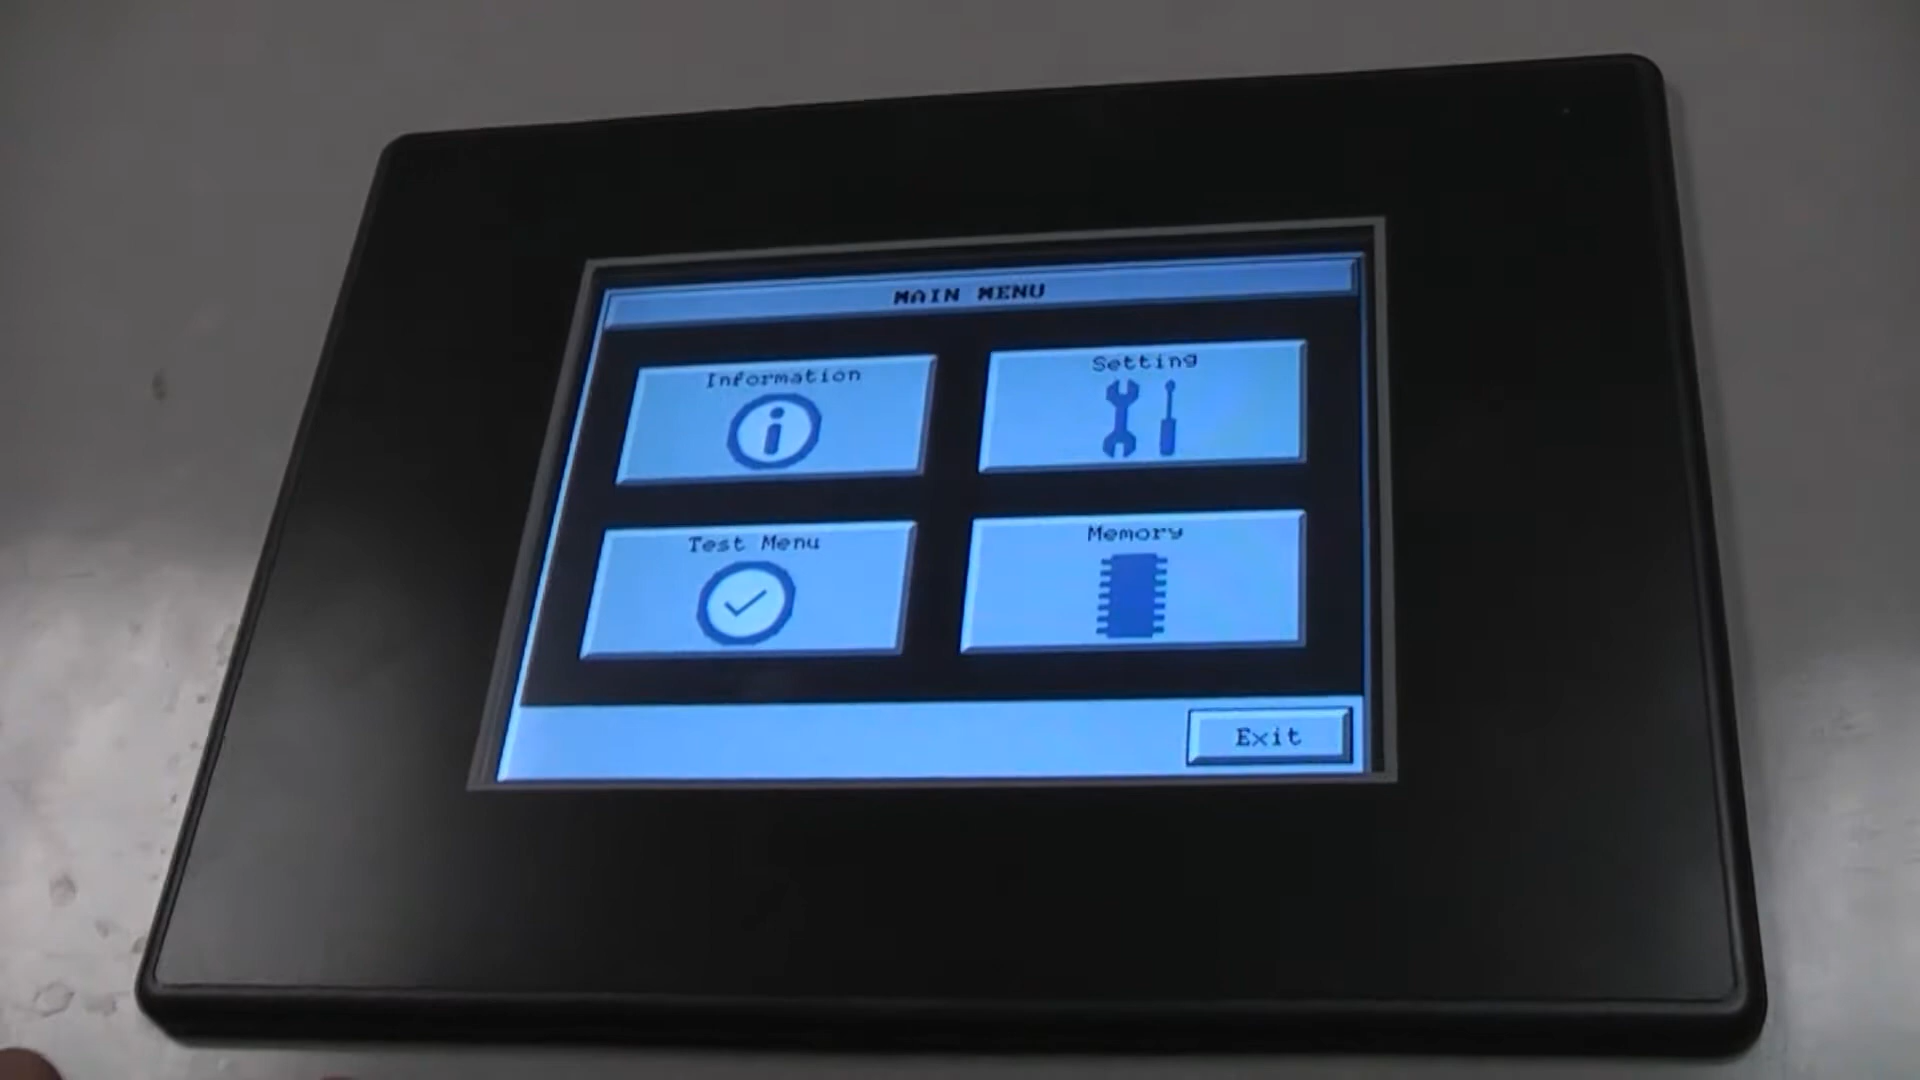 MAIN MENU
Information
Setting
Test Menu
Memory
Exit